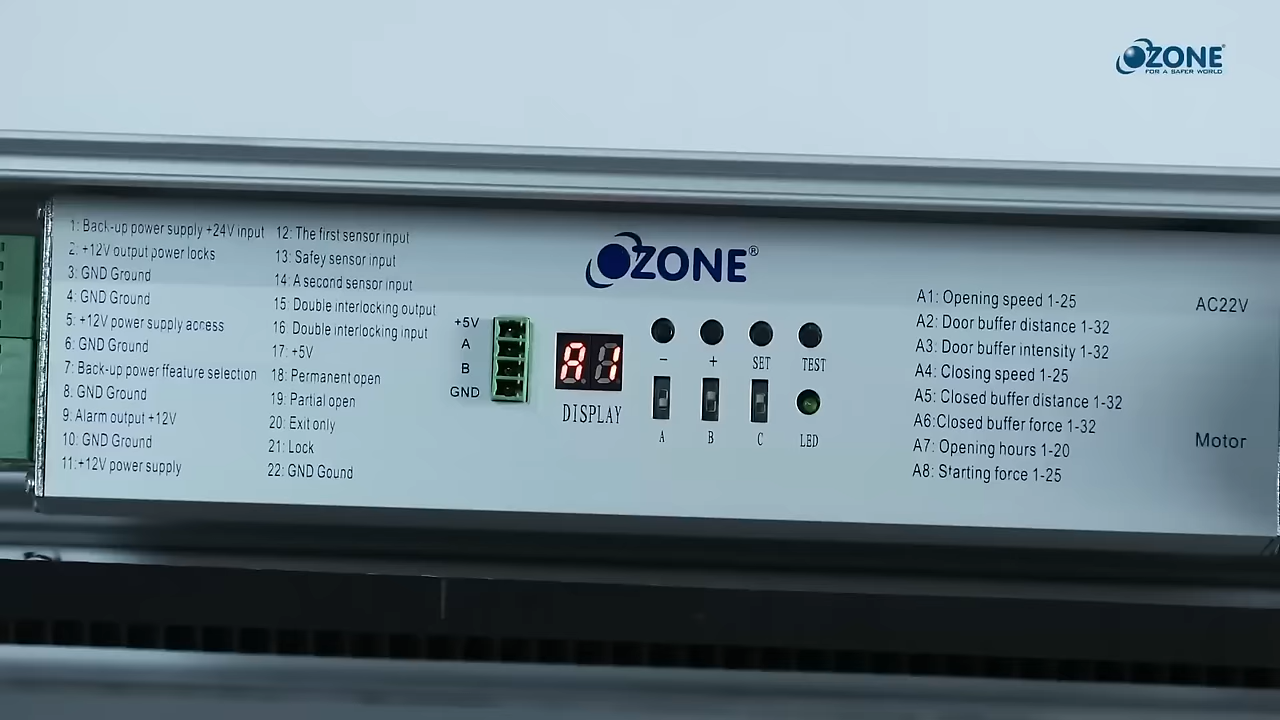 OZONE®
FOR A SAFER WORLD
1: Back-up power supply +24V input
2: +12V output power locks
3: GND Ground
4: GND Ground
5: +12V power supply access
6: GND Ground
7: Back-up power ffeature selection
8: GND Ground
9: Alarm output +12V
10: GND Ground
11:+12V power supply
12: The first sensor input
13: Safey sensor input
14: A second sensor input
15: Double interlocking output
16: Double interlocking input
17: +5V
18: Permanent open
19: Partial open
20: Exit only
21: Lock
22: GND Gound
+5V
A
B
GND
OZONE®
A1
DISPLAY
- + SET TEST
A B C LED
A1: Opening speed 1-25
A2: Door buffer distance 1-32
A3: Door buffer intensity 1-32
A4: Closing speed 1-25
A5: Closed buffer distance 1-32
A6:Closed buffer force 1-32
A7: Opening hours 1-20
A8: Starting force 1-25
AC22V
Motor